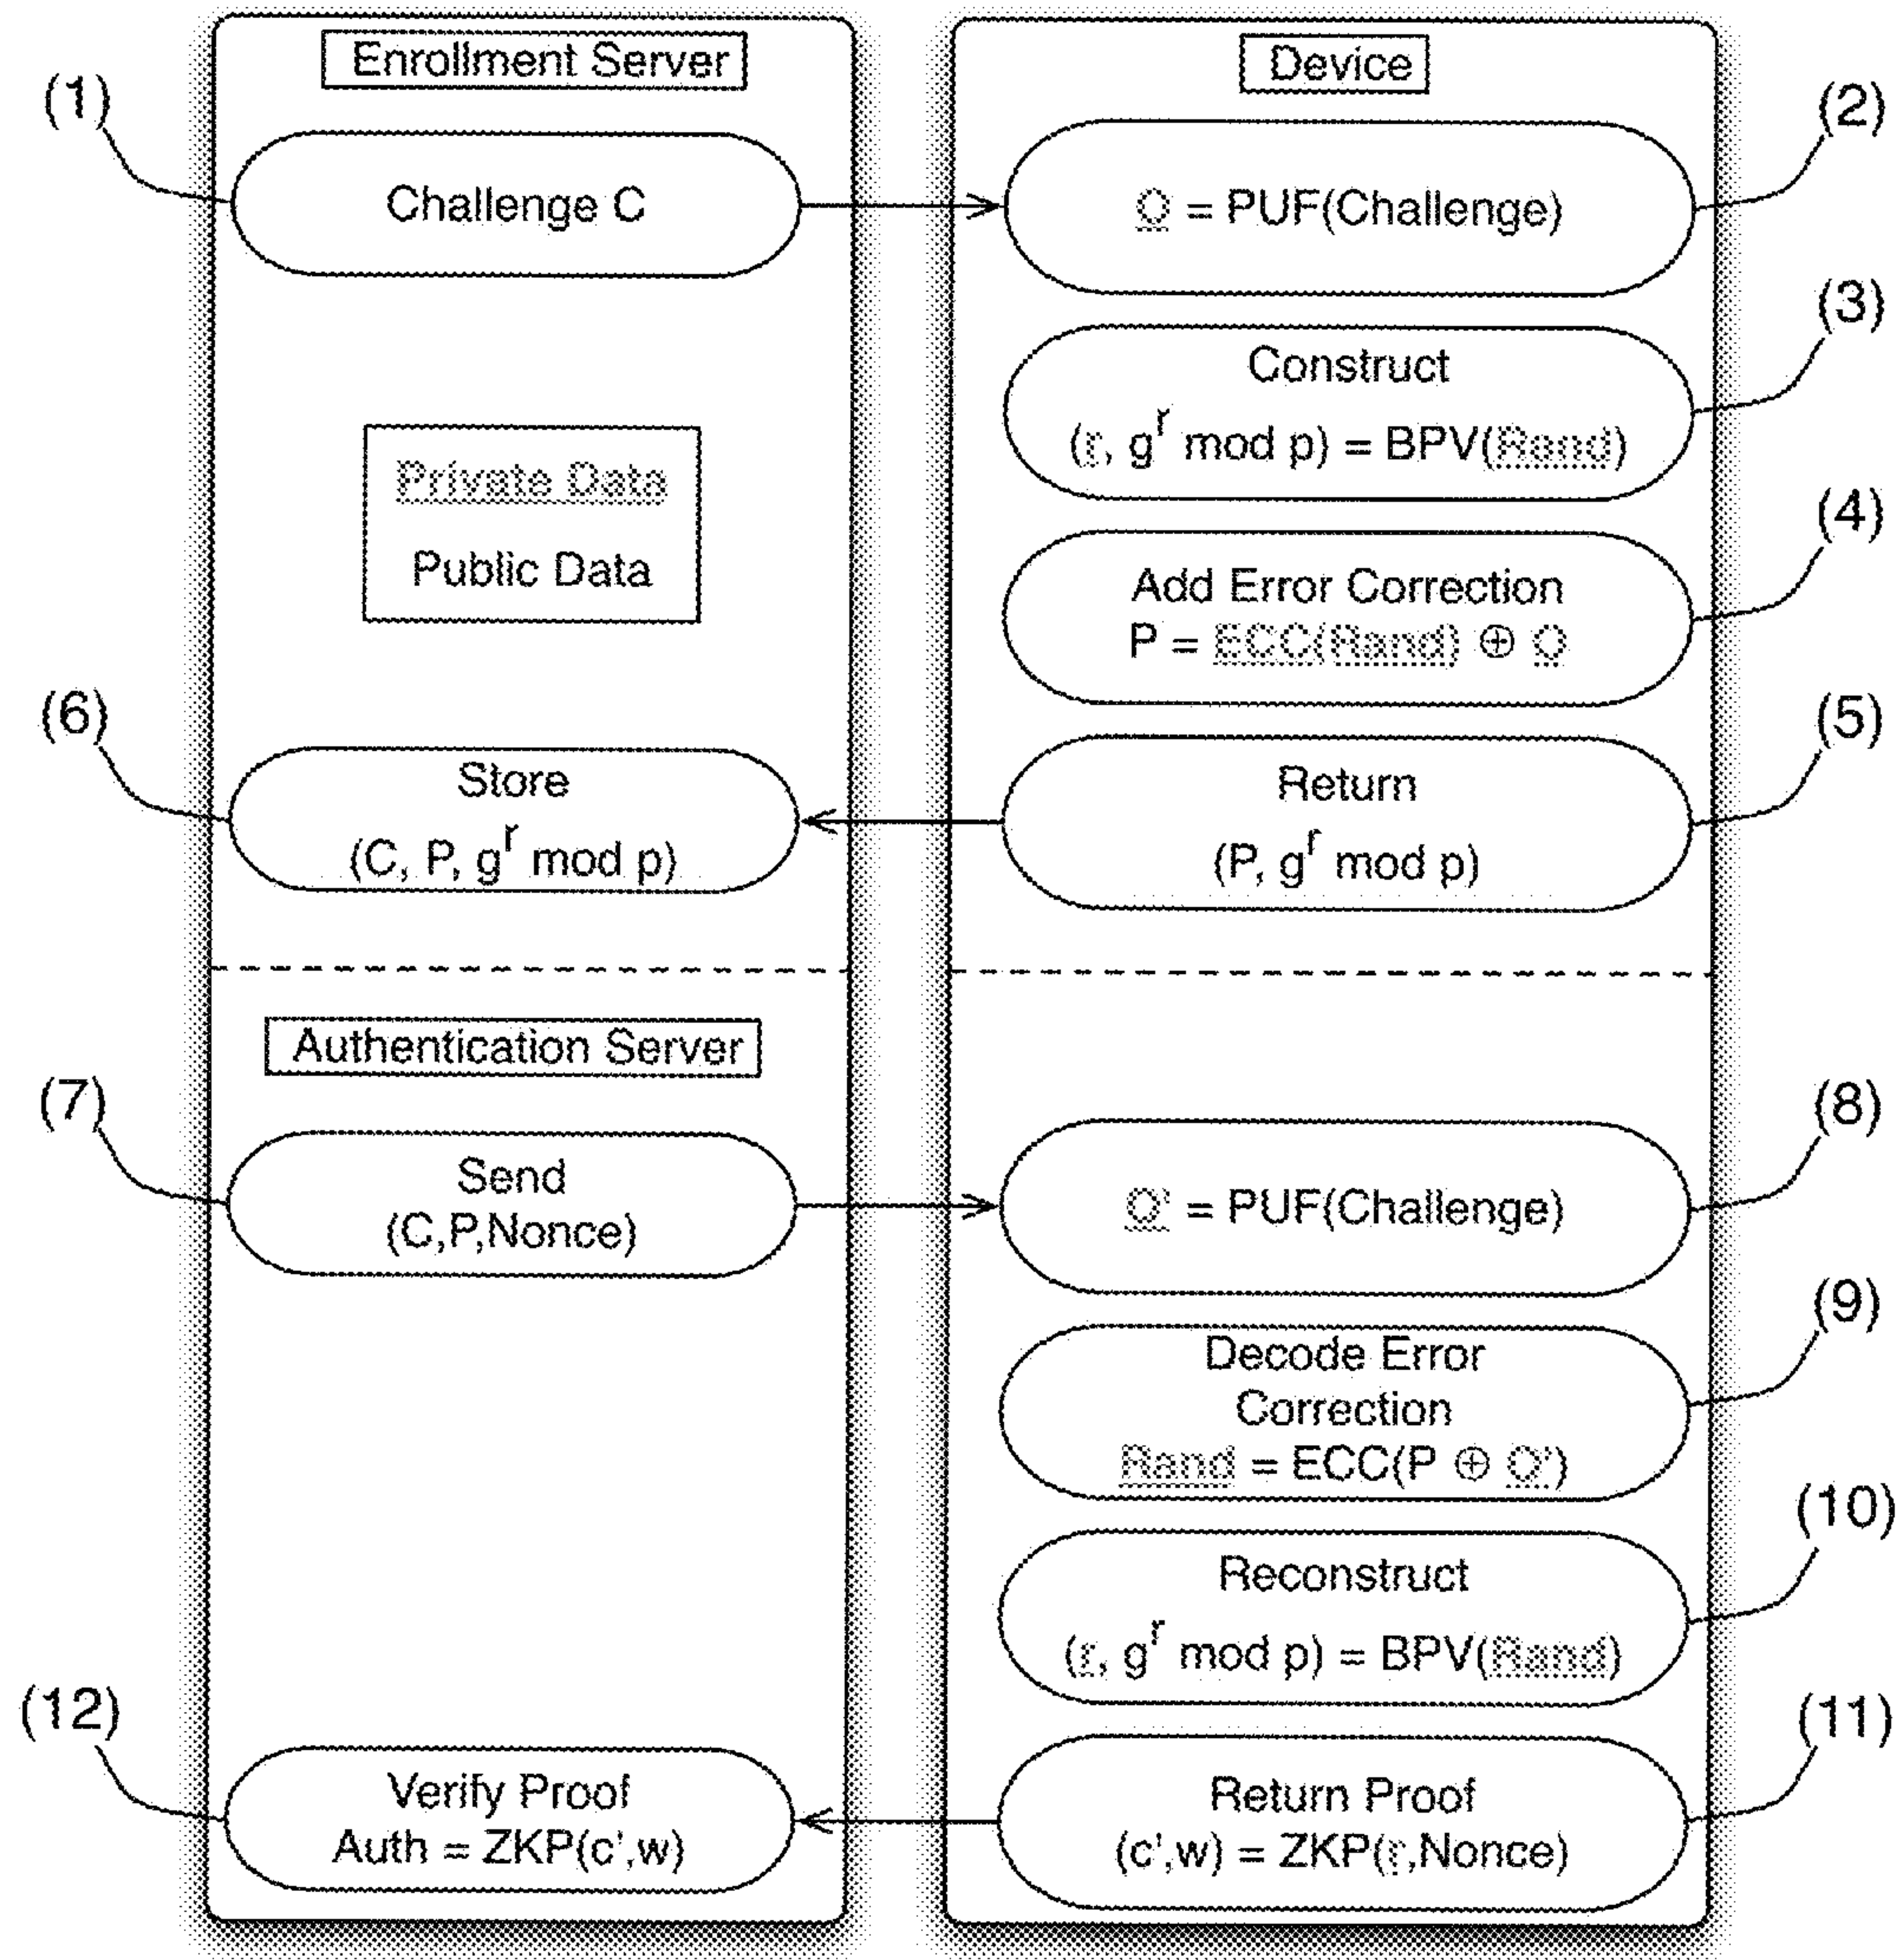 Enrollment Server
Device
(1)
Challenge C
(2)
O = PUF(Challenge)
(3)
Construct
(r, g^r mod p) = BPV(Rand)
Private Data
Public Data
(4)
Add Error Correction
P = ECC(Rand) ⊕ O
(5)
Return
(P, g^r mod p)
(6)
Store
(C, P, g^r mod p)
Authentication Server
(7)
Send
(C,P,Nonce)
(8)
O' = PUF(Challenge)
(9)
Decode Error
Correction
Rand = ECC(P ⊕ O')
(10)
Reconstruct
(r, g^r mod p) = BPV(Rand)
(11)
Return Proof
(c',w) = ZKP(r,Nonce)
(12)
Verify Proof
Auth = ZKP(c',w)